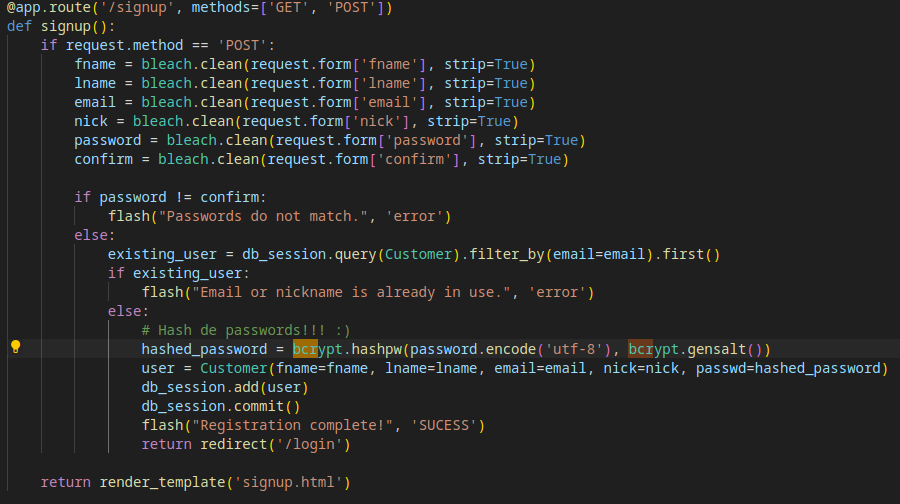 @app.route('/signup', methods=['GET', 'POST'])
def signup():
    if request.method == 'POST':
        fname = bleach.clean(request.form['fname'], strip=True)
        lname = bleach.clean(request.form['lname'], strip=True)
        email = bleach.clean(request.form['email'], strip=True)
        nick = bleach.clean(request.form['nick'], strip=True)
        password = bleach.clean(request.form['password'], strip=True)
        confirm = bleach.clean(request.form['confirm'], strip=True)

        if password != confirm:
            flash("Passwords do not match.", 'error')
        else:
            existing_user = db_session.query(Customer).filter_by(email=email).first()
            if existing_user:
                flash("Email or nickname is already in use.", 'error')
            else:
                # Hash de passwords!!! :)
                hashed_password = bcrypt.hashpw(password.encode('utf-8'), bcrypt.gensalt())
                user = Customer(fname=fname, lname=lname, email=email, nick=nick, passwd=hashed_password)
                db_session.add(user)
                db_session.commit()
                flash("Registration complete!", 'SUCESS')
                return redirect('/login')

    return render_template('signup.html')